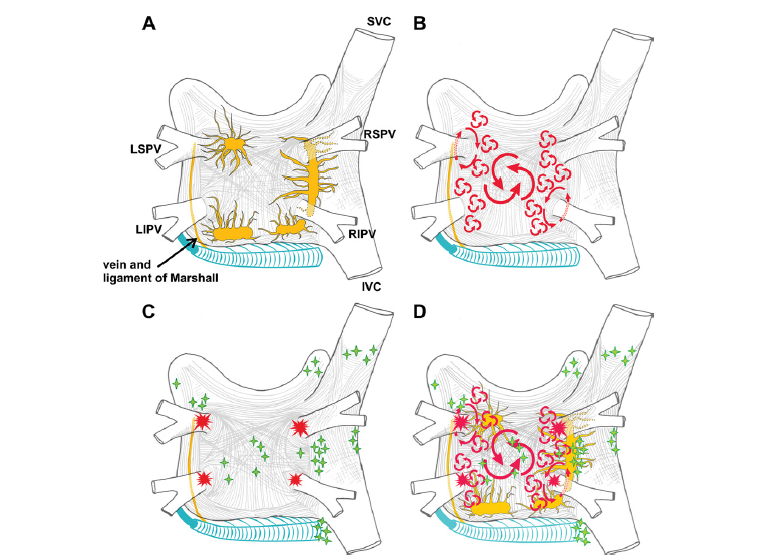 A
SVC
B
LSPV
RSPV
LIPV
RIPV
vein and
ligament of Marshall
IVC
C
D